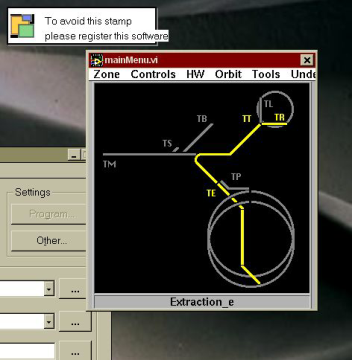 To avoid this stamp
please register this software
mainMenu.vi
Zone Controls HW Orbit Tools Unde
TL
TB
TT
TR
TS
TM
TP
TE
Settings
Program...
Other...
...
...
...
Extraction_e